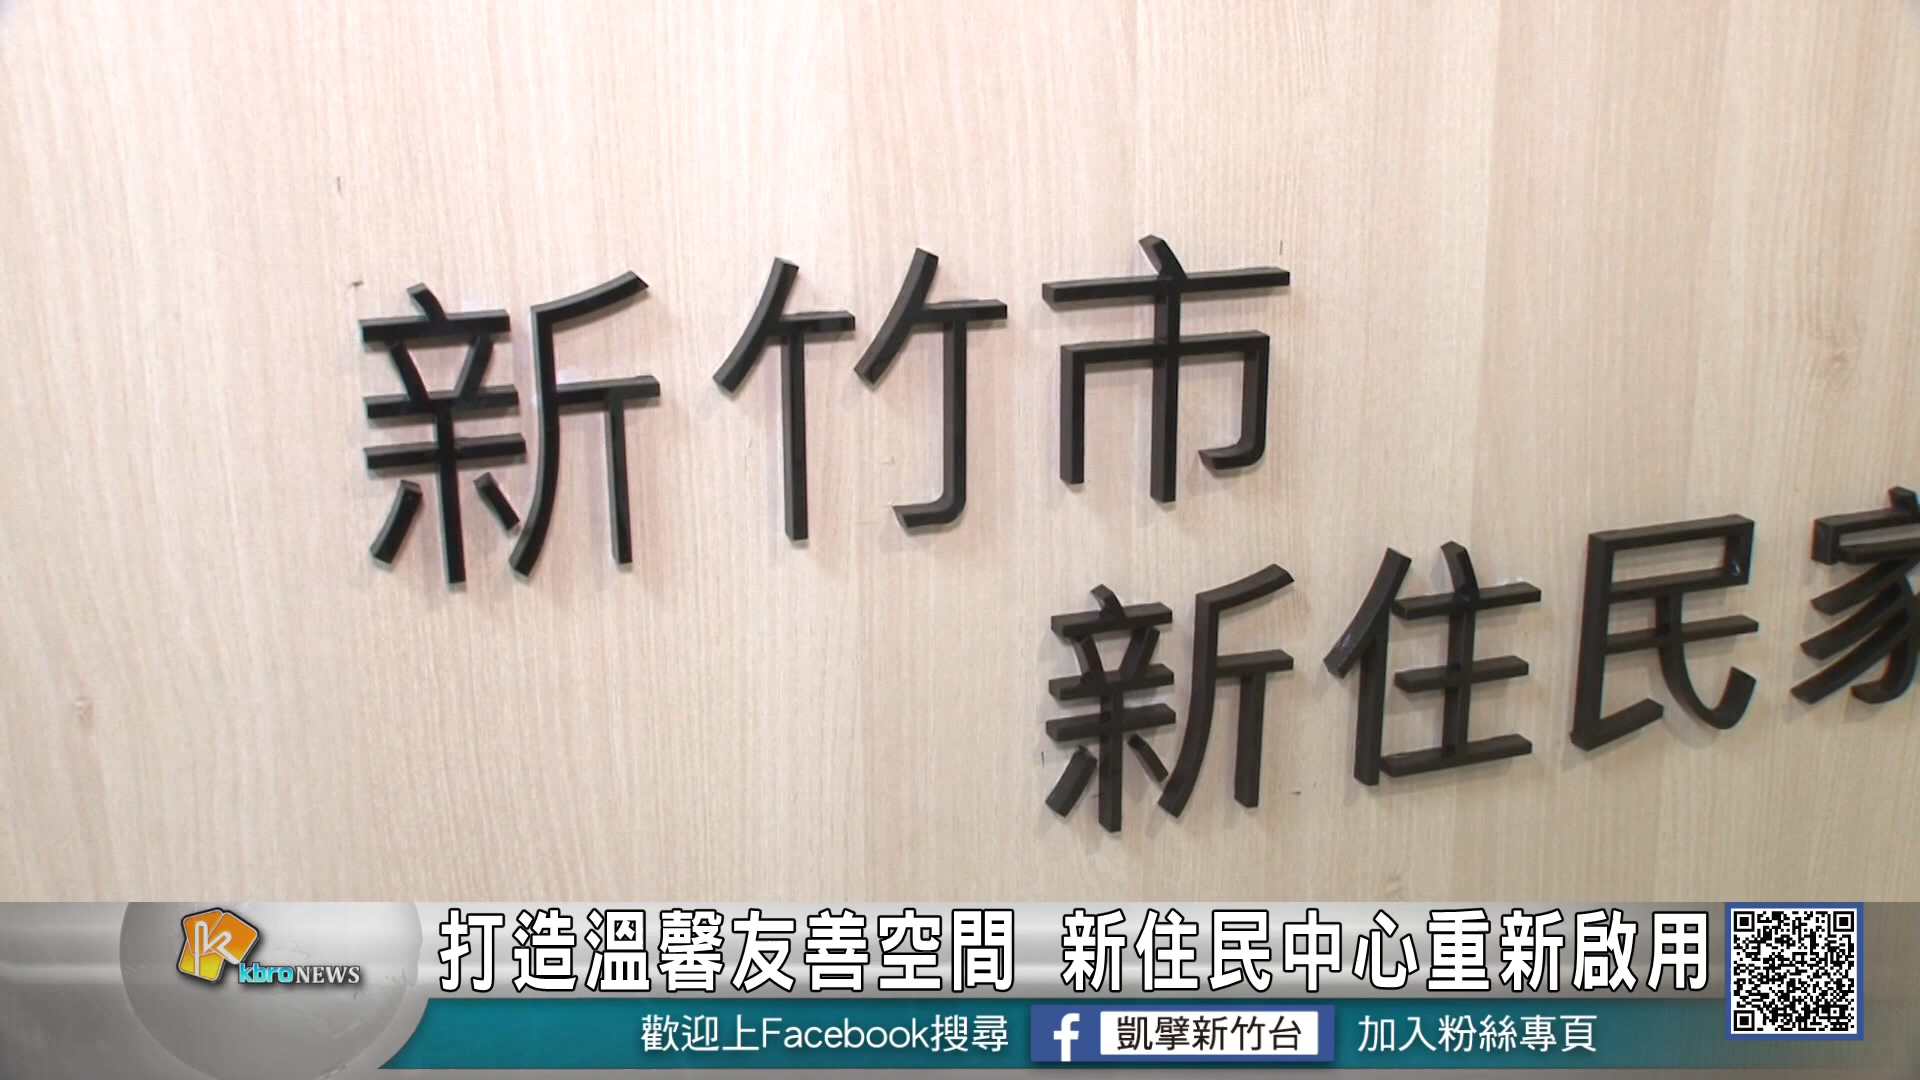 新竹市
新住民家
kbro NEWS
打造溫馨友善空間 新住民中心重新啟用
歡迎上Facebook搜尋 f 凱擘新竹台 加入粉絲專頁